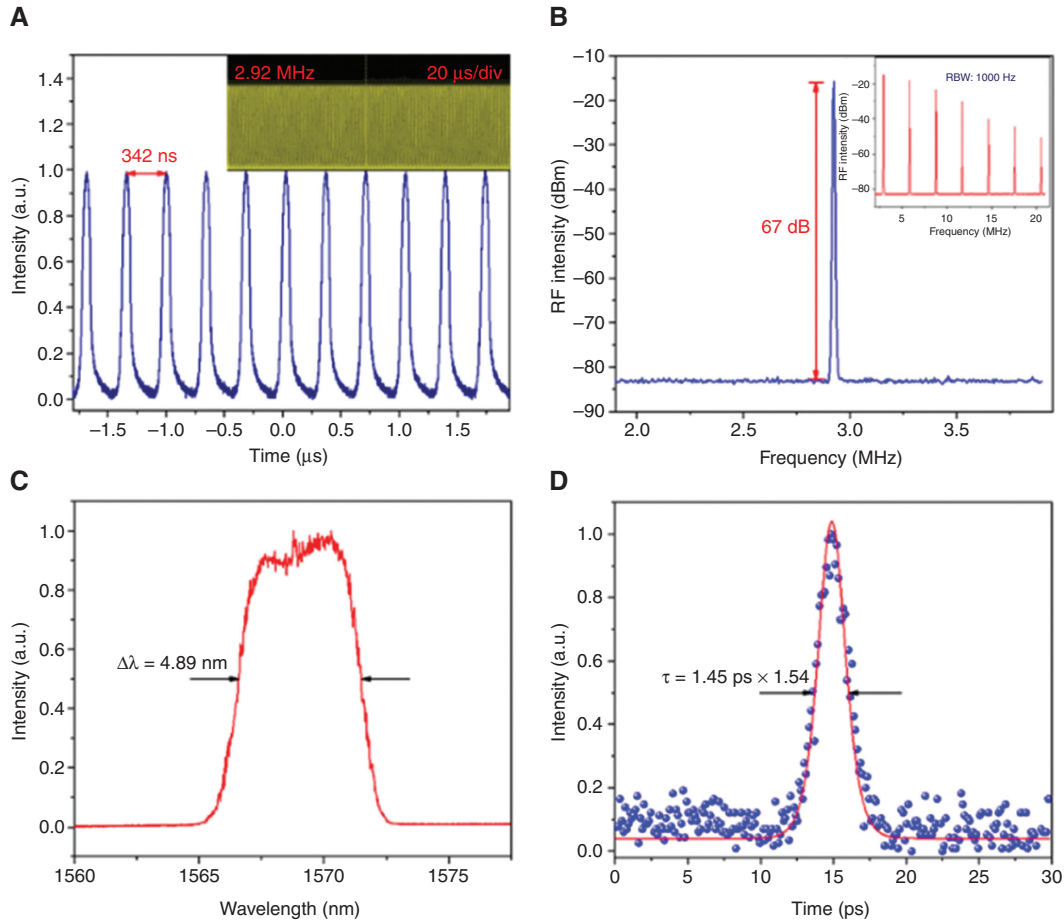 A
2.92 MHz 20 μs/div
342 ns
1.4
1.2
1.0
0.8
0.6
0.4
0.2
0.0
Intensity (a.u.)
−1.5 −1.0 −0.5 0.0 0.5 1.0 1.5
Time (μs)
B
−10
−20
−30
−40
−50
−60
−70
−80
−90
RF intensity (dBm)
67 dB
2.0 2.5 3.0 3.5
Frequency (MHz)
RBW: 1000 Hz
−20
−40
−60
−80
RF intensity (dBm)
5 10 15 20
Frequency (MHz)
C
1.0
0.8
0.6
0.4
0.2
0.0
Intensity (a.u.)
Δλ = 4.89 nm
1560 1565 1570 1575
Wavelength (nm)
D
1.0
0.8
0.6
0.4
0.2
0.0
Intensity (a.u.)
τ = 1.45 ps × 1.54
0 5 10 15 20 25 30
Time (ps)